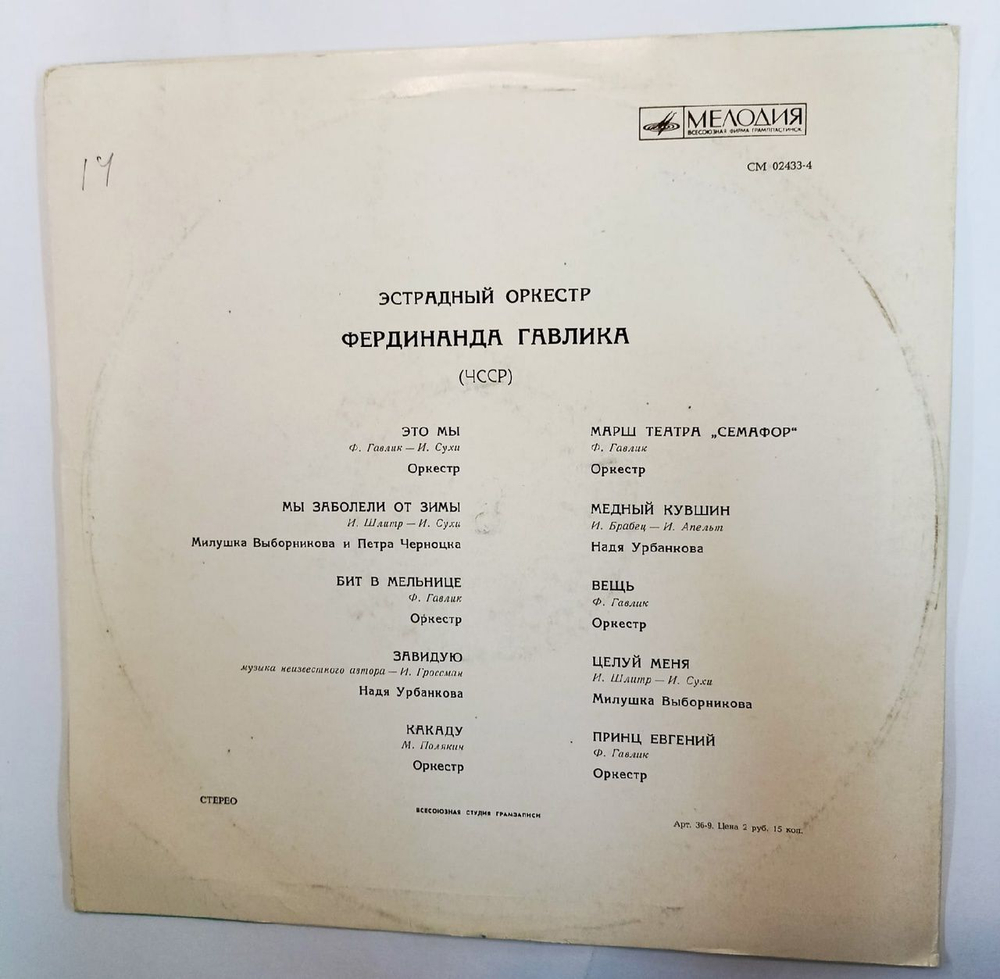 МЕЛОДИЯ
ВСЕСОЮЗНАЯ ФИРМА ГРАМПЛАСТИНОК
СМ 02433-4
14
ЭСТРАДНЫЙ ОРКЕСТР
ФЕРДИНАНДА ГАВЛИКА
(ЧССР)
ЭТО МЫ
Ф. Гавлик — И. Сухи
Оркестр
МЫ ЗАБОЛЕЛИ ОТ ЗИМЫ
И. Шлитр — И. Сухи
Милушка Выборникова и Петра Черноцка
БИТ В МЕЛЬНИЦЕ
Ф. Гавлик
Оркестр
ЗАВИДУЮ
музыка неизвестного автора — И. Гроссман
Надя Урбанкова
КАКАДУ
М. Полякин
Оркестр
МАРШ ТЕАТРА „СЕМАФОР"
Ф. Гавлик
Оркестр
МЕДНЫЙ КУВШИН
И. Брабец — И. Апельт
Надя Урбанкова
ВЕЩЬ
Ф. Гавлик
Оркестр
ЦЕЛУЙ МЕНЯ
И. Шлитр — И. Сухи
Милушка Выборникова
ПРИНЦ ЕВГЕНИЙ
Ф. Гавлик
Оркестр
СТЕРЕО
ВСЕСОЮЗНАЯ СТУДИЯ ГРАМЗАПИСИ
Арт. 36-9. Цена 2 руб. 15 коп.